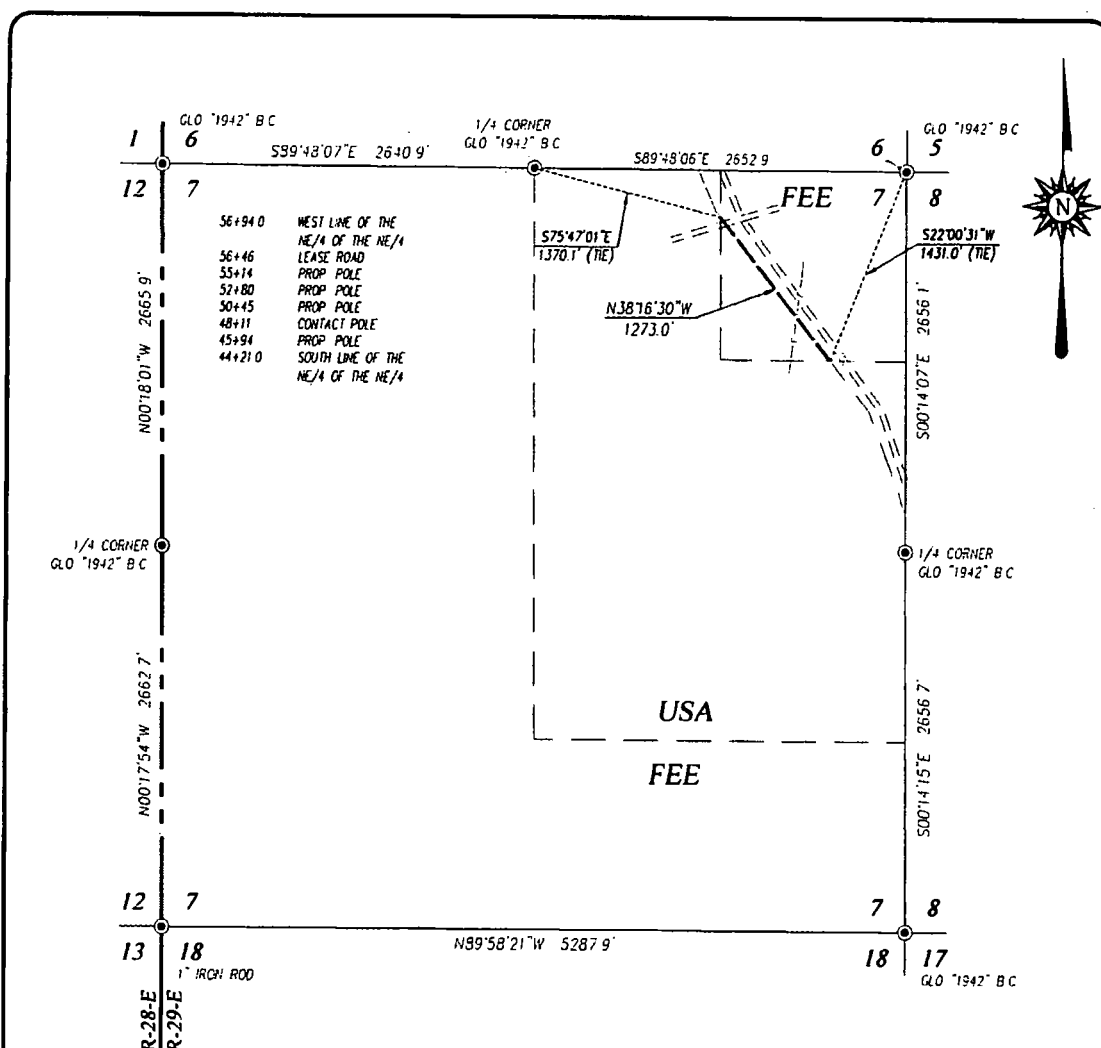 GLO "1942" B C
1/4 CORNER
GLO "1942" B C
GLO "1942" B C
1 6
6 5
S89°48'07"E 2640 9'
S89°48'06"E 2652 9
12 7
7 8
FEE
56+94 0 WEST LINE OF THE
NE/4 OF THE NE/4
56+46 LEASE ROAD
55+14 PROP POLE
52+80 PROP POLE
50+45 PROP POLE
48+11 CONTACT POLE
45+94 PROP POLE
44+21 0 SOUTH LINE OF THE
NE/4 OF THE NE/4
S75°47'01"E
1370.1' (TIE)
S22°00'31"W
1431.0' (TIE)
N
N38°16'30"W
1273.0'
N00°18'01"W 2665 9'
S00°14'07"E 2656 1'
1/4 CORNER
GLO "1942" B C
1/4 CORNER
GLO "1942" B C
N00°17'54"W 2662 7'
S00°14'15"E 2656 7'
USA
FEE
12 7
7 8
N89°58'21"W 5287 9'
13 18
18 17
1" IRON ROD
GLO "1942" B C
R-28-E
R-29-E